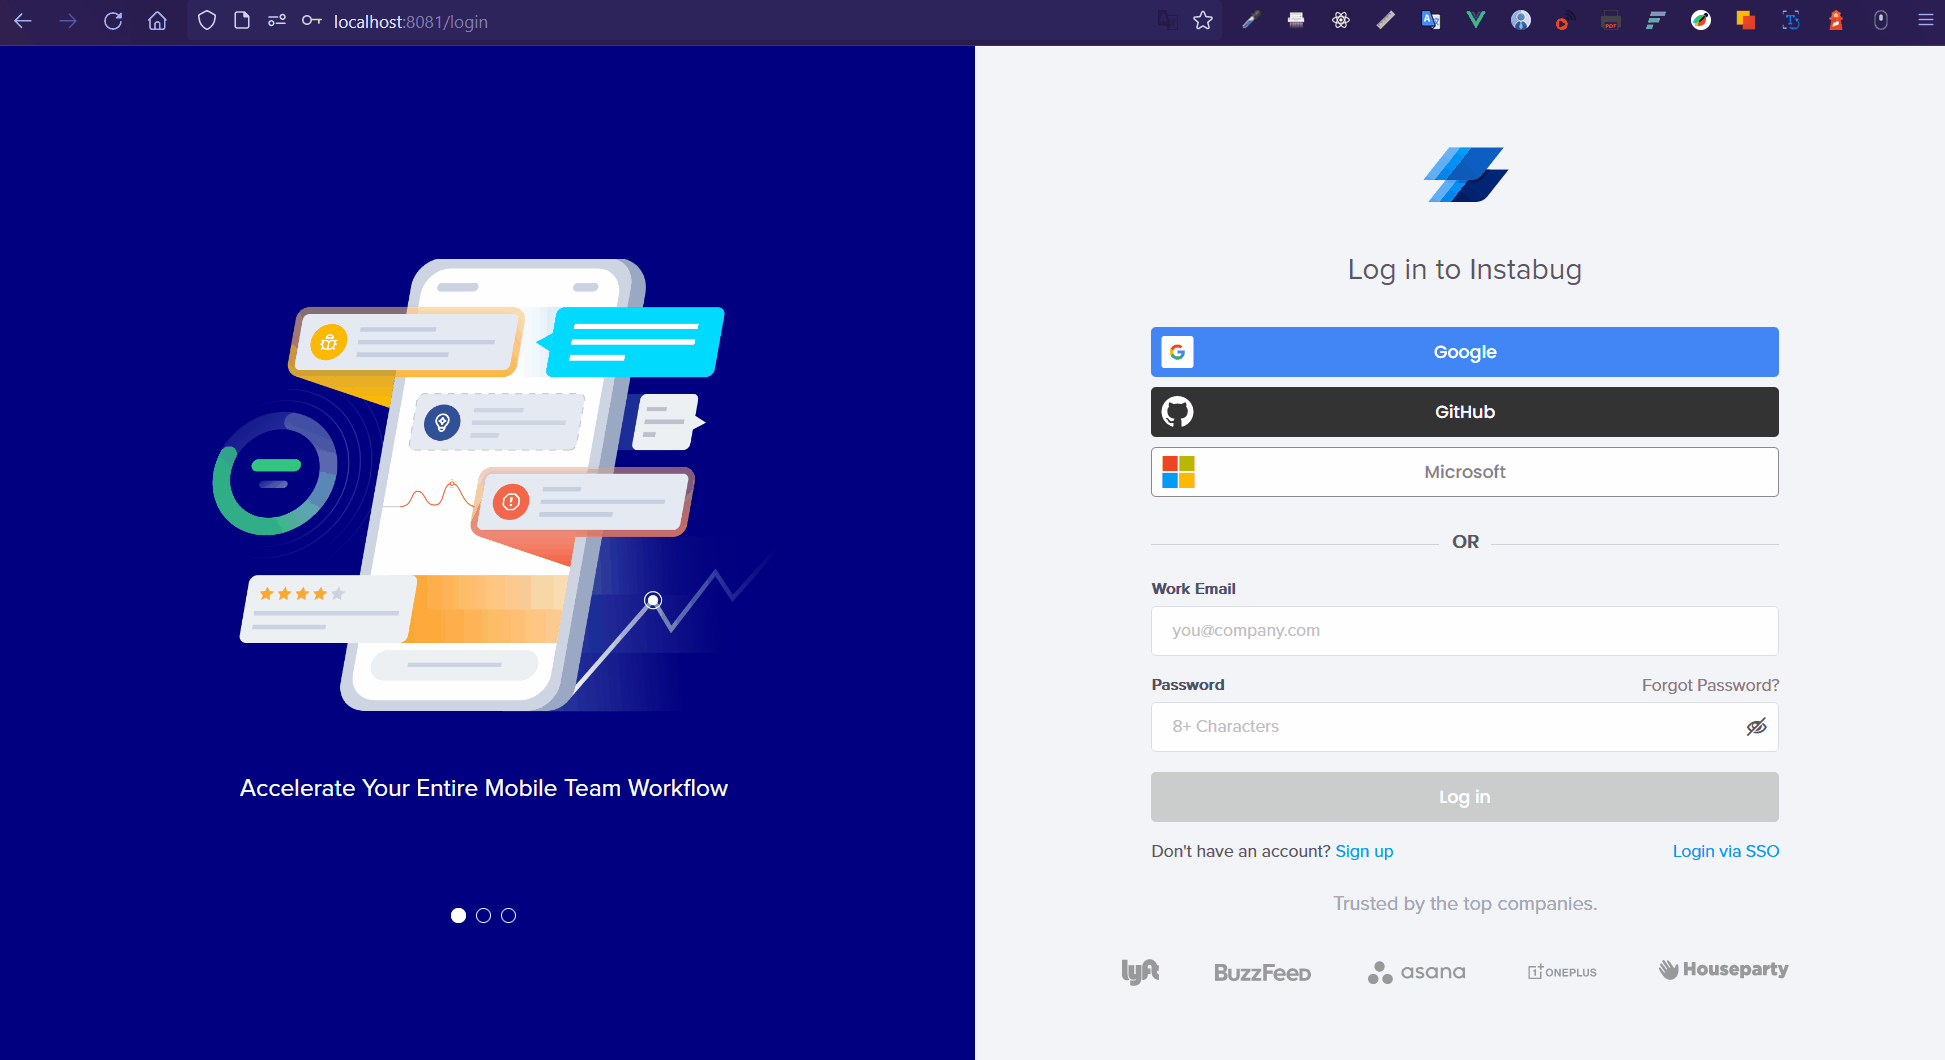 localhost:8081/login
Accelerate Your Entire Mobile Team Workflow
Log in to Instabug
Google
GitHub
Microsoft
OR
Work Email
you@company.com
Password
Forgot Password?
8+ Characters
Log in
Don't have an account? Sign up
Login via SSO
Trusted by the top companies.
lyft
BuzzFeed
asana
1+ ONEPLUS
Houseparty